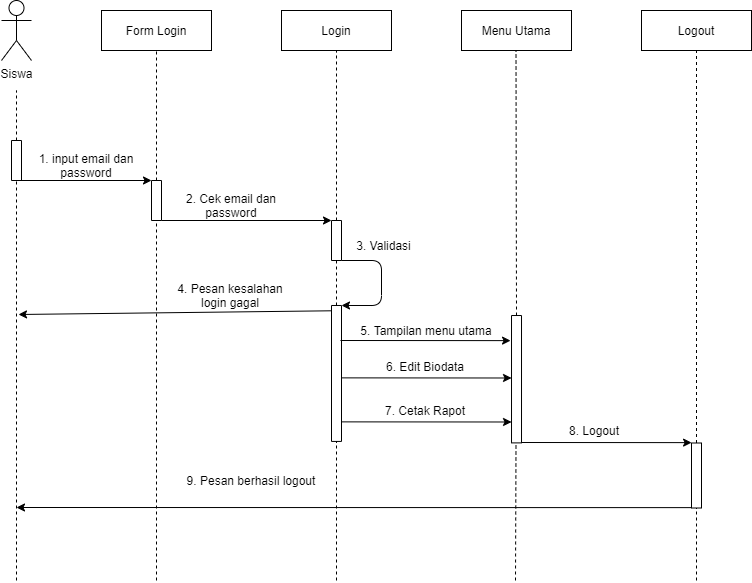 Siswa
Form Login
Login
Menu Utama
Logout
1. input email dan
password
2. Cek email dan
password
3. Validasi
4. Pesan kesalahan
login gagal
5. Tampilan menu utama
6. Edit Biodata
7. Cetak Rapot
8. Logout
9. Pesan berhasil logout